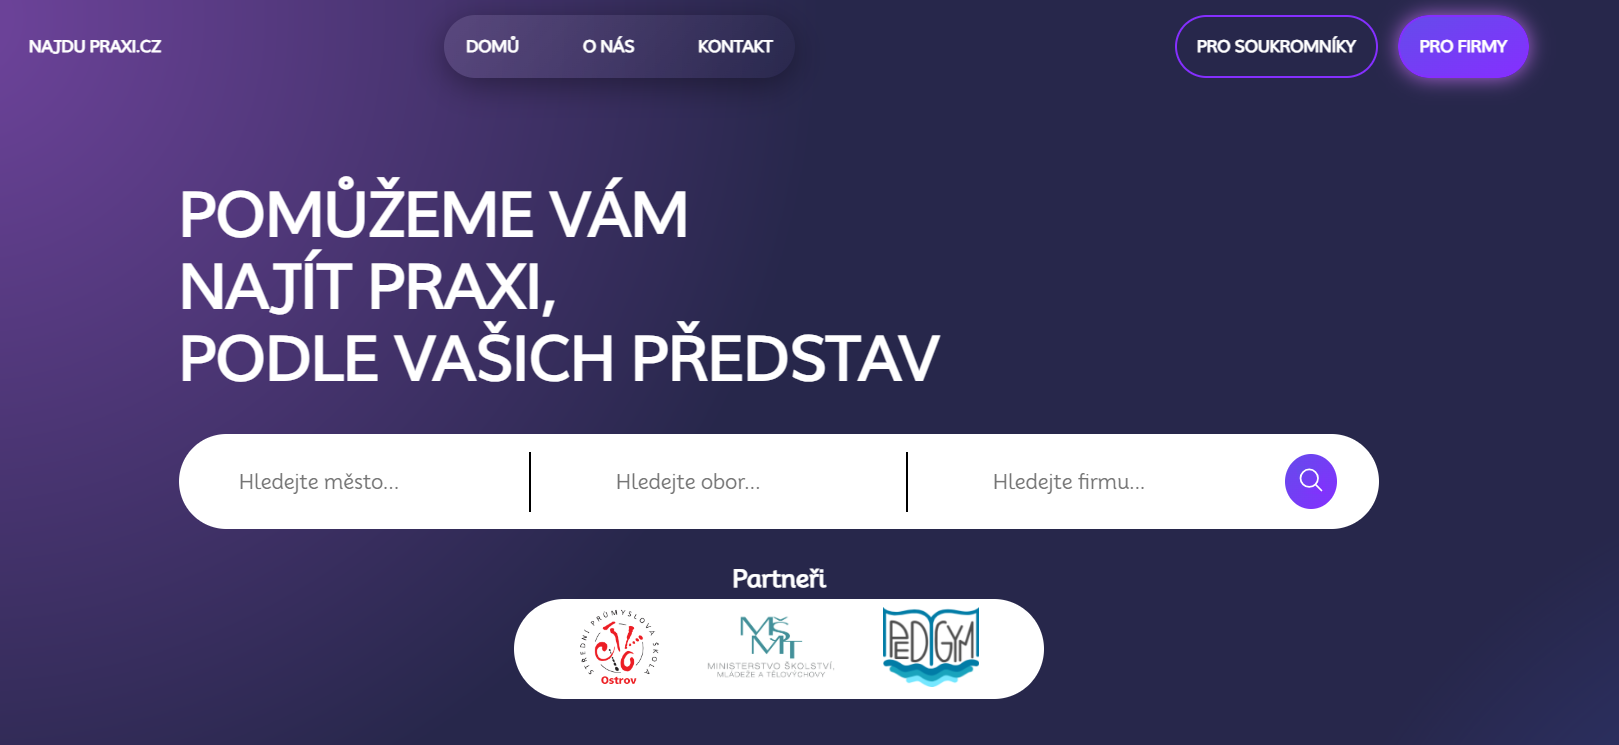 NAJDU PRAXI.CZ
DOMŮ
O NÁS
KONTAKT
PRO SOUKROMNÍKY
PRO FIRMY
POMŮŽEME VÁM
NAJÍT PRAXI,
PODLE VAŠICH PŘEDSTAV
Hledejte město...
Hledejte obor...
Hledejte firmu...
Partneři
STŘEDNÍ PRŮMYSLOVÁ ŠKOLA
Ostrov
MŠMT
MINISTERSTVO ŠKOLSTVÍ,
MLÁDEŽE A TĚLOVÝCHOVY
PEDGYM